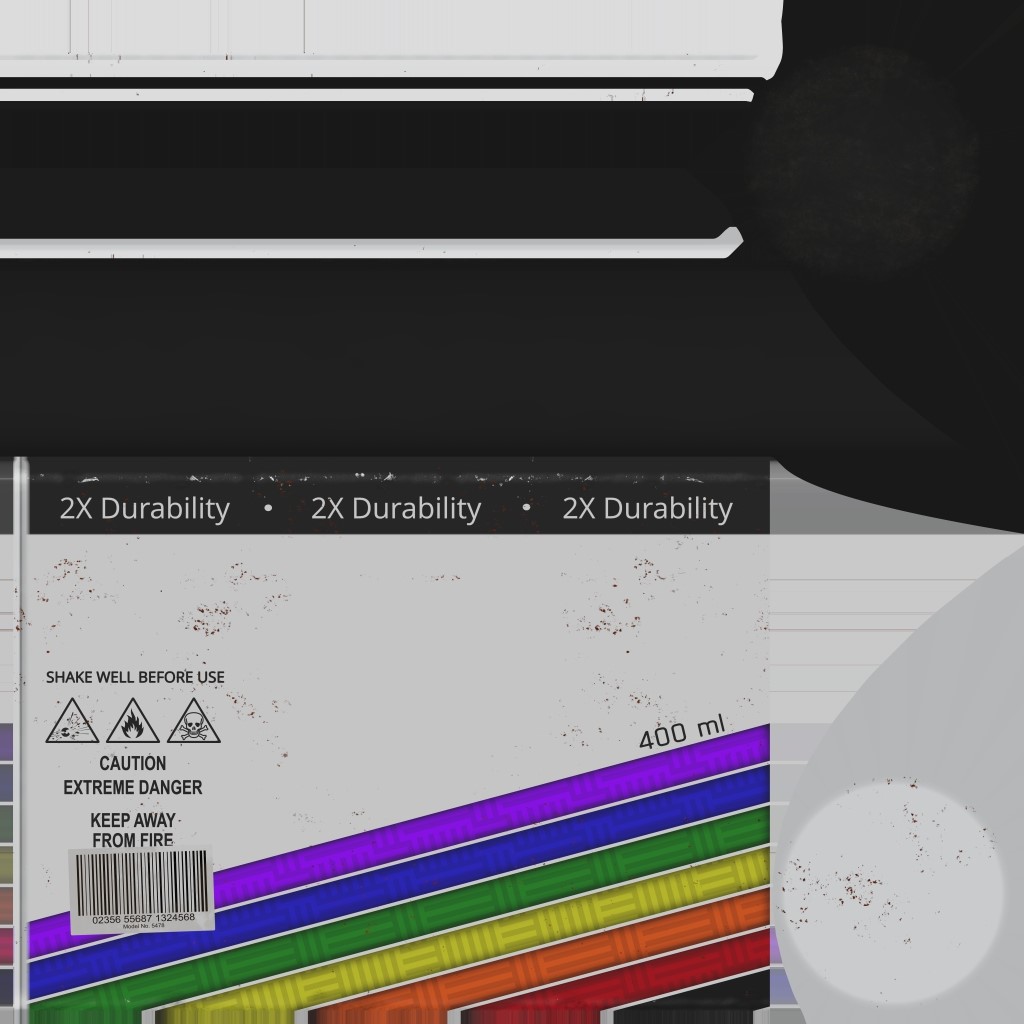 2X Durability • 2X Durability • 2X Durability
SHAKE WELL BEFORE USE
400 ml
CAUTION
EXTREME DANGER
KEEP AWAY
FROM FIRE
02356 55687 1324568
Model No: 5478